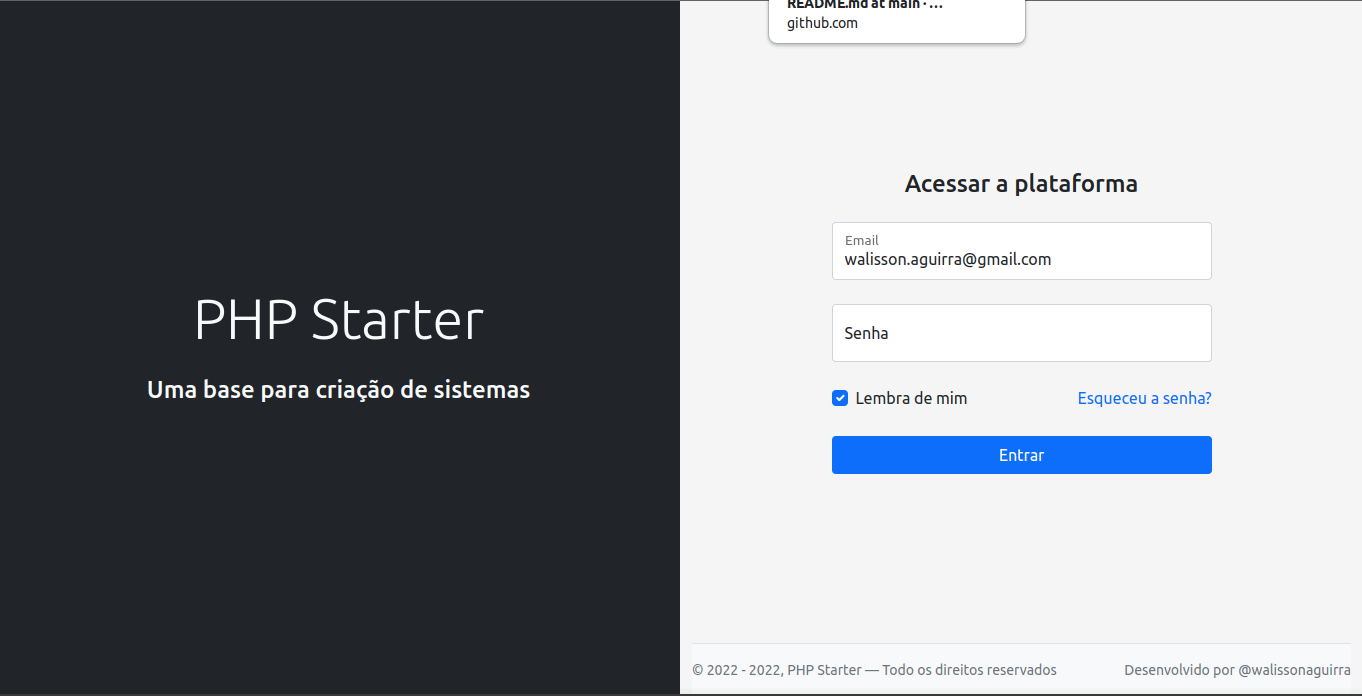 README.md at main · ...
github.com
PHP Starter
Uma base para criação de sistemas
Acessar a plataforma
Email
walisson.aguirra@gmail.com
Senha
Lembra de mim
Esqueceu a senha?
Entrar
© 2022 - 2022, PHP Starter — Todo os direitos reservados
Desenvolvido por @walissonaguirra